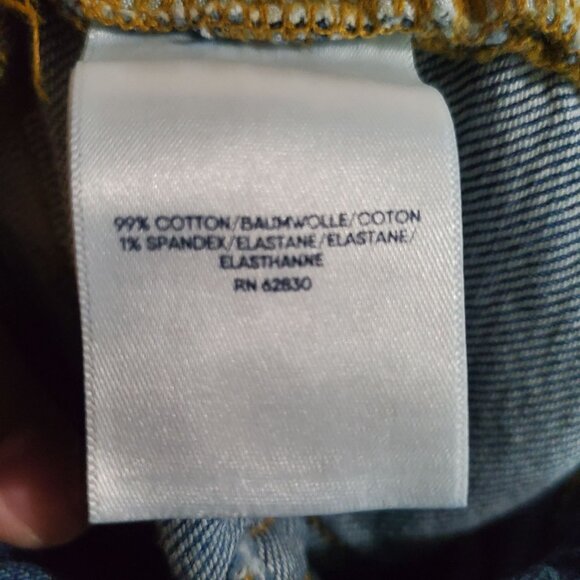 99% COTTON/BAUMWOLLE/COTON
1% SPANDEX/ELASTANE/ELASTANE/
ELASTHANNE
RN 62830